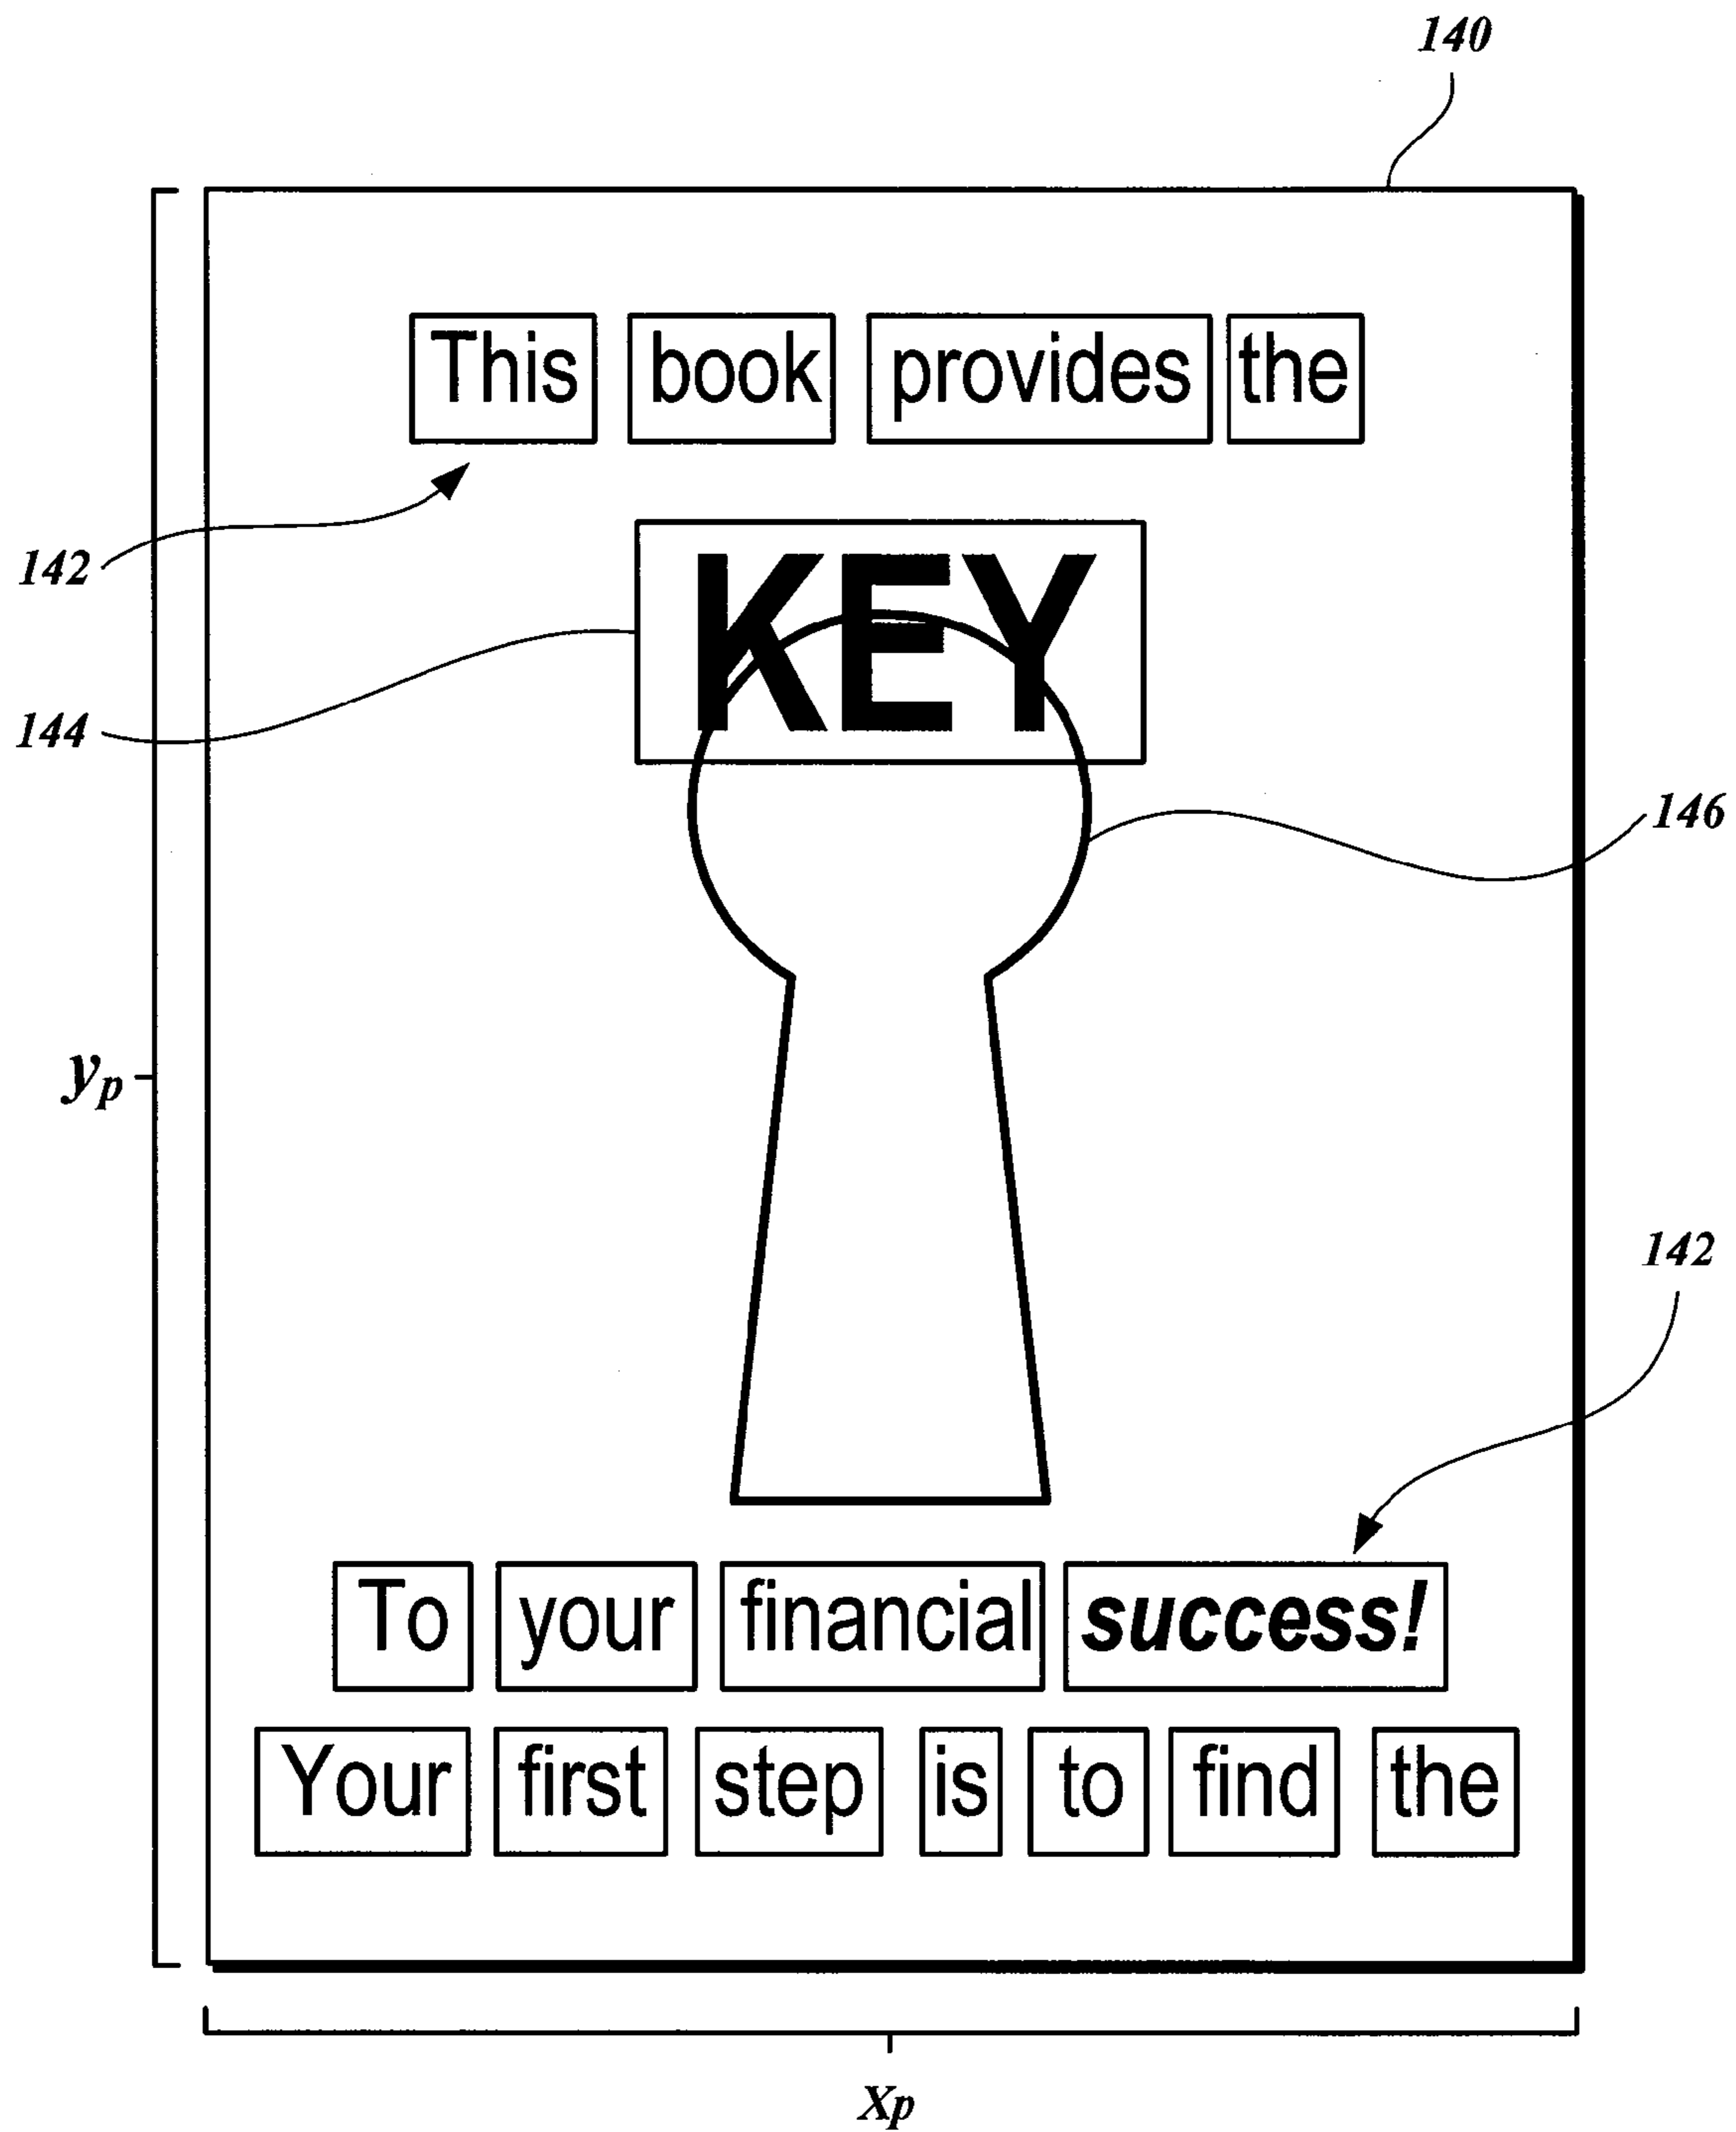 140
This book provides the
142
KEY
144
146
yp
142
To your financial success!
Your first step is to find the
Xp